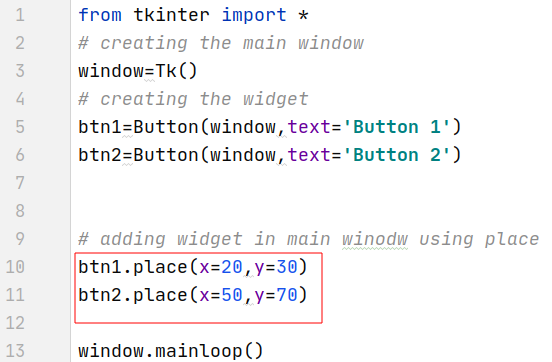 1 from tkinter import *
2 # creating the main window
3 window=Tk()
4 # creating the widget
5 btn1=Button(window,text='Button 1')
6 btn2=Button(window,text='Button 2')
7
8
9 # adding widget in main winodw using place
10 btn1.place(x=20,y=30)
11 btn2.place(x=50,y=70)
12
13 window.mainloop()